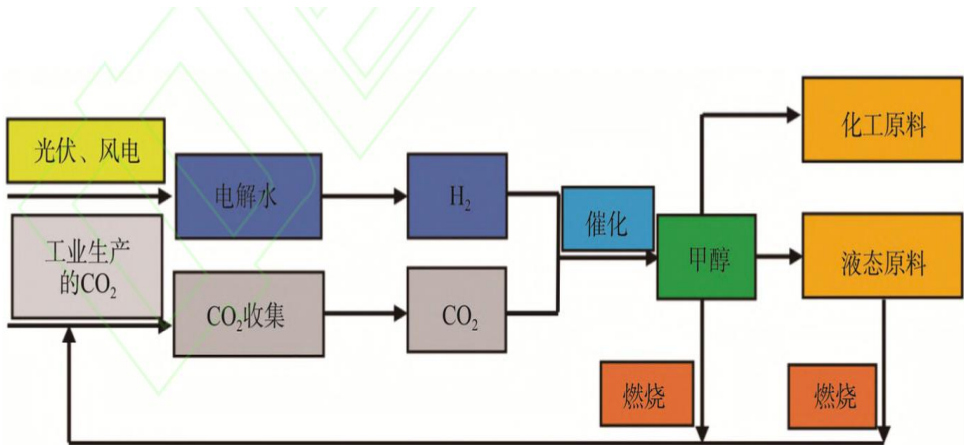 光伏、风电
电解水
H₂
催化
甲醇
化工原料
工业生产
的CO₂
CO₂收集
CO₂
液态原料
燃烧
燃烧